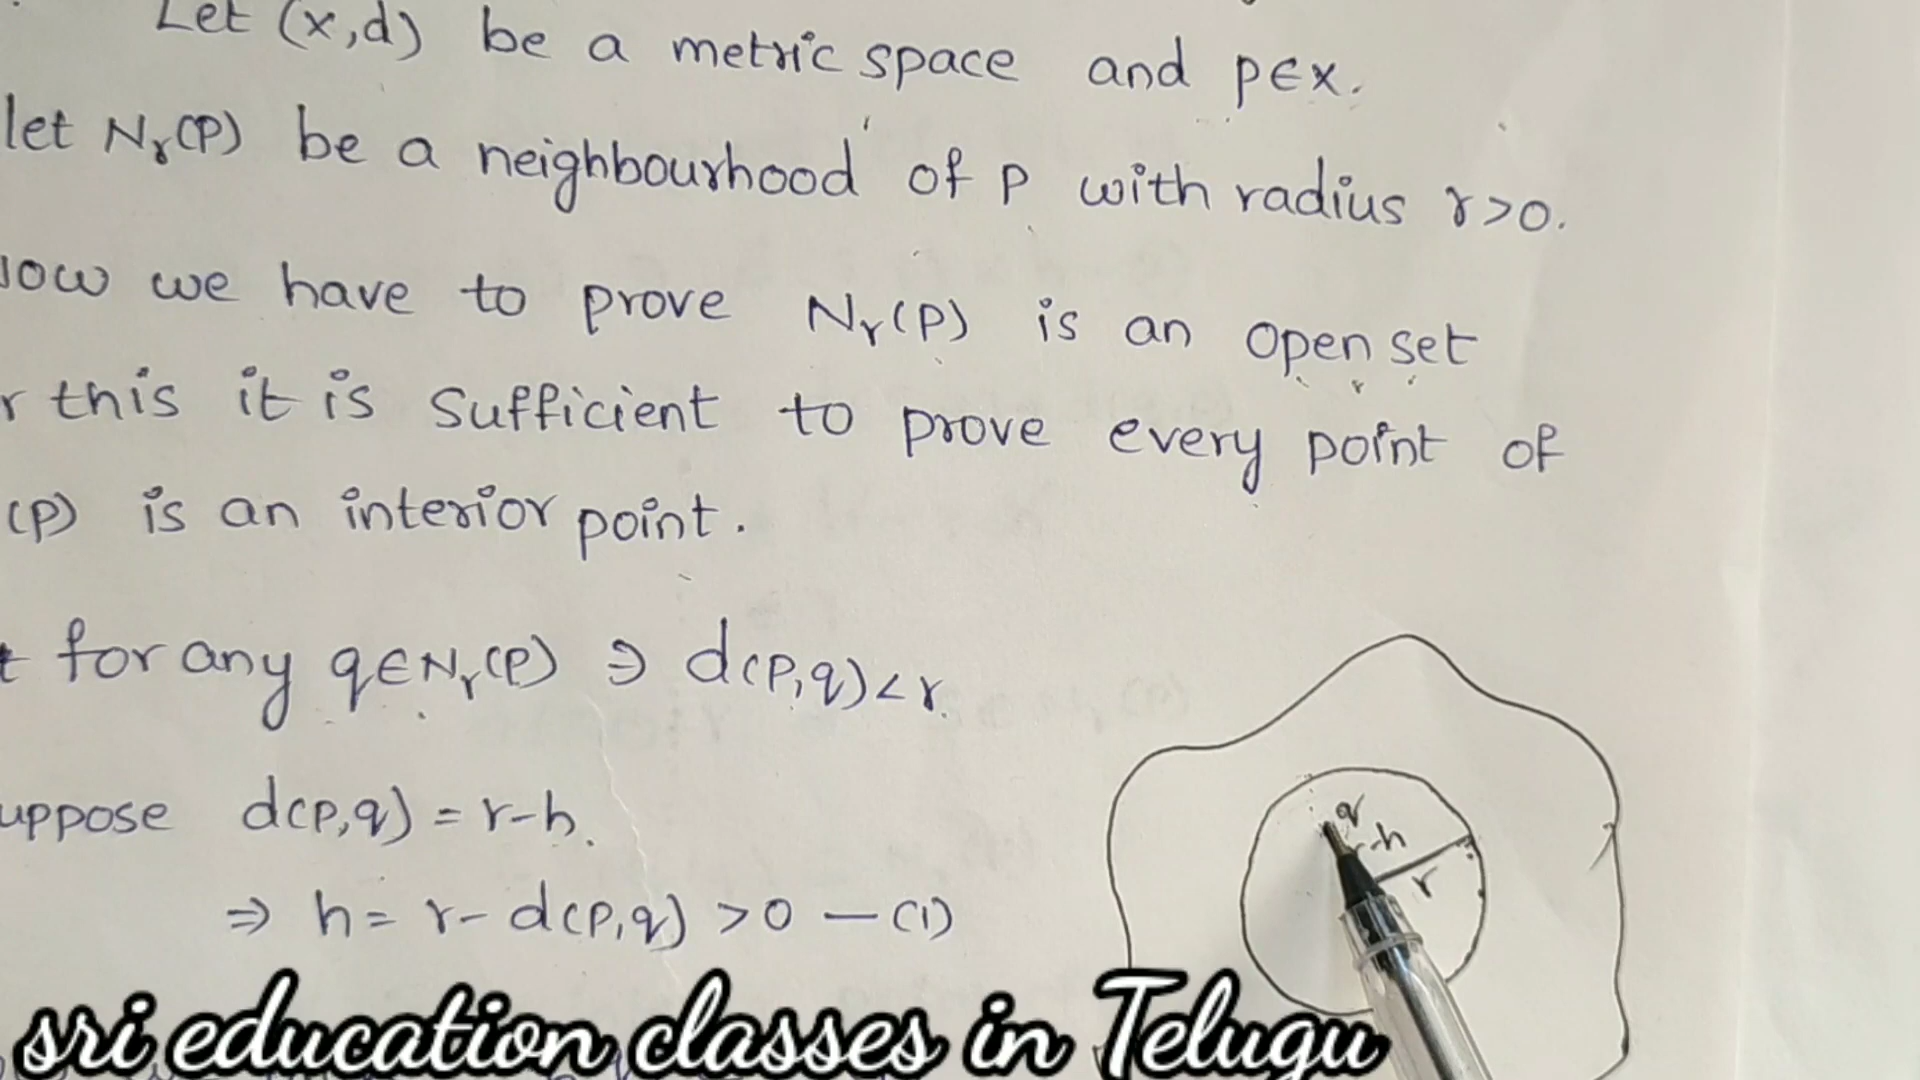 Let (x,d) be a metric space and p∈x.
let Nr(P) be a neighbourhood of p with radius r>0.
we have to prove Nr(P) is an open set
this it is sufficient to prove every point of
(P) is an interior point.
for any q∈Nr(P) ⇒ d(p,q)<r.
uppose d(p,q) = r-h.
⇒ h = r- d(p,q) >0 — (1)
q
-h
r
sri education classes in Telugu